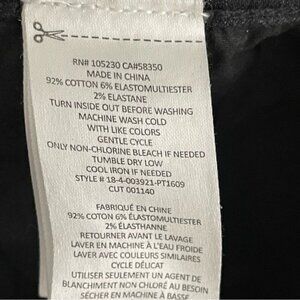 RN# 105230 CA#58350
MADE IN CHINA
92% COTTON 6% ELASTOMULTIESTER
2% ELASTANE
TURN INSIDE OUT BEFORE WASHING
MACHINE WASH COLD
WITH LIKE COLORS
GENTLE CYCLE
ONLY NON-CHLORINE BLEACH IF NEEDED
TUMBLE DRY LOW
COOL IRON IF NEEDED
STYLE # 18-4-003921-PT1609
CUT 001140
FABRIQUÉ EN CHINE
92% COTON 6% ÉLASTOMULTIESTER
2% ÉLASTHANNE
RETOURNER AVANT LE LAVAGE
LAVER EN MACHINE À L'EAU FROIDE
LAVER AVEC COULEURS SIMILAIRES
CYCLE DÉLICAT
UTILISER SEULEMENT UN AGENT DE
BLANCHIMENT NON CHLORÉ AU BESOIN
SÉCHER EN MACHINE À BASSE